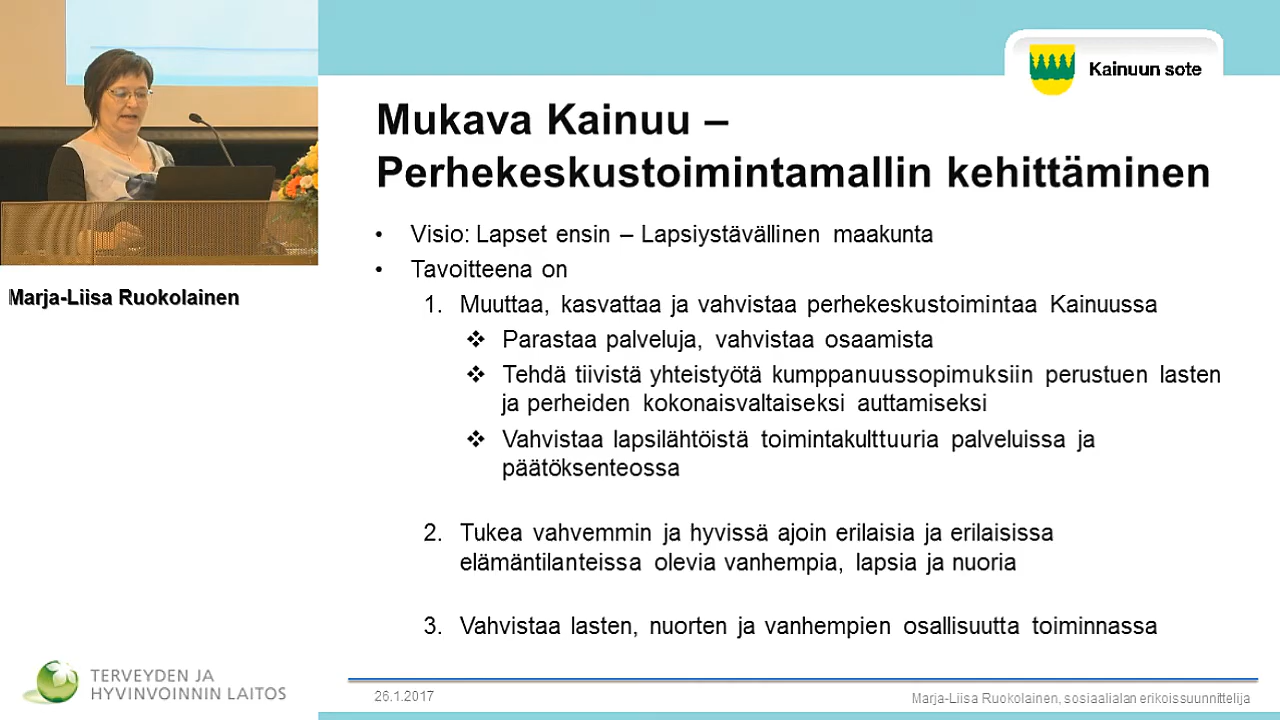 Kainuun sote
Mukava Kainuu –
Perhekeskustoimintamallin kehittäminen
• Visio: Lapset ensin – Lapsiystävällinen maakunta
• Tavoitteena on
1. Muuttaa, kasvattaa ja vahvistaa perhekeskustoimintaa Kainuussa
❖ Parastaa palveluja, vahvistaa osaamista
❖ Tehdä tiivistä yhteistyötä kumppanuussopimuksiin perustuen lasten
ja perheiden kokonaisvaltaiseksi auttamiseksi
❖ Vahvistaa lapsilähtöistä toimintakulttuuria palveluissa ja
päätöksenteossa
2. Tukea vahvemmin ja hyvissä ajoin erilaisia ja erilaisissa
elämäntilanteissa olevia vanhempia, lapsia ja nuoria
3. Vahvistaa lasten, nuorten ja vanhempien osallisuutta toiminnassa
Marja-Liisa Ruokolainen
TERVEYDEN JA
HYVINVOINNIN LAITOS
26.1.2017
Marja-Liisa Ruokolainen, sosiaalialan erikoissuunnittelija